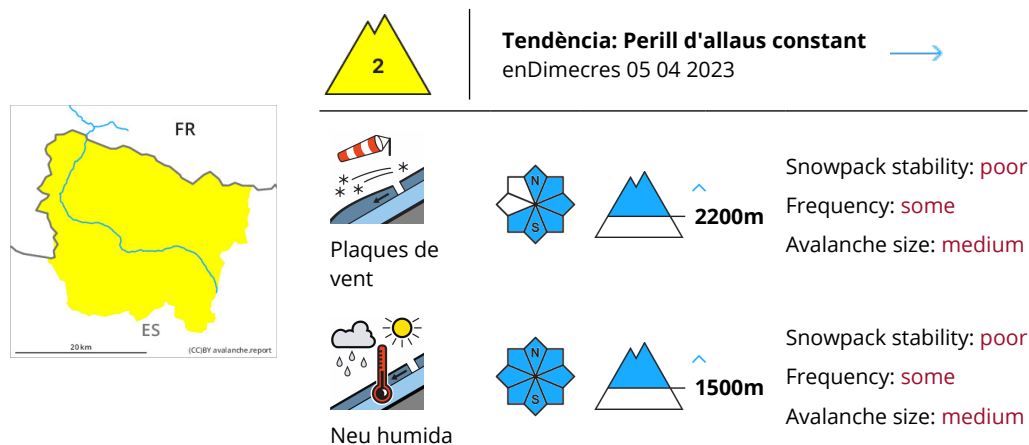 2
Tendència: Perill d'allaus constant
enDimecres 05 04 2023
FR
ES
20 km
(CC)BY avalanche.report
Plaques de
vent
N
S
2200m
Snowpack stability: poor
Frequency: some
Avalanche size: medium
Neu humida
N
S
1500m
Snowpack stability: poor
Frequency: some
Avalanche size: medium